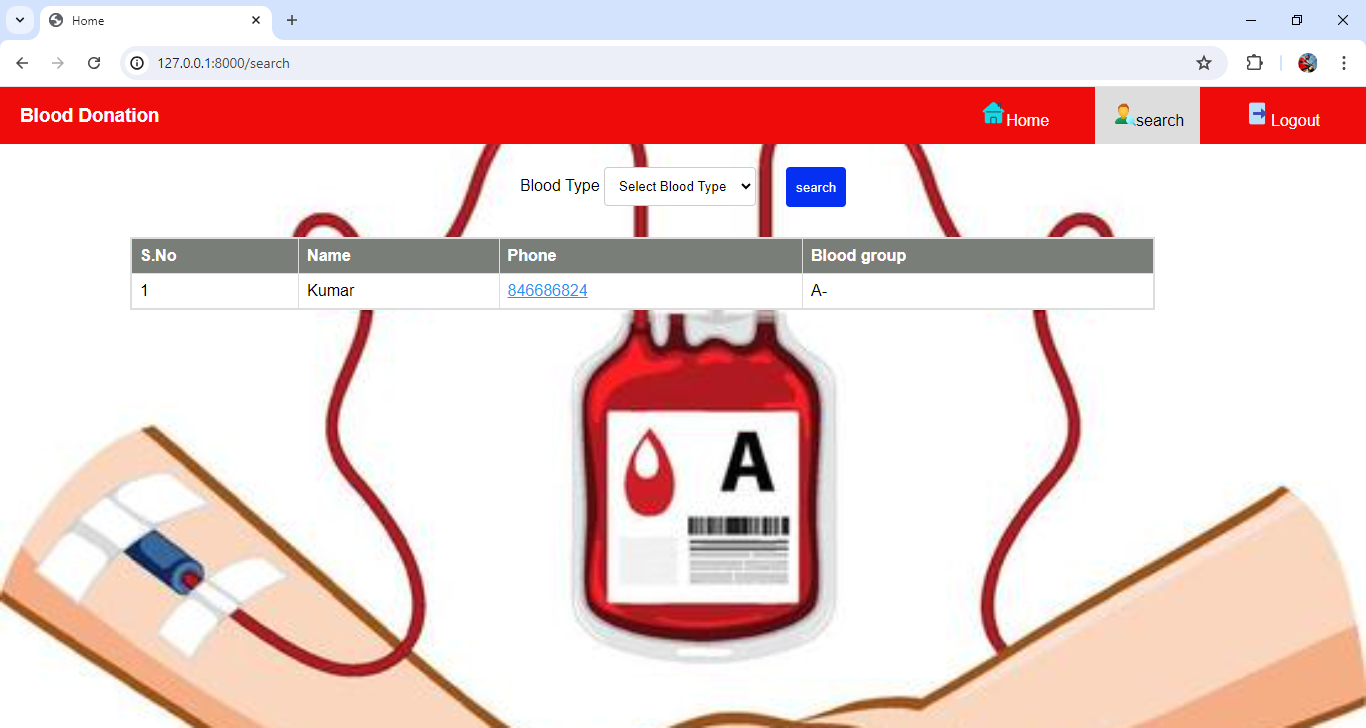 Home
127.0.0.1:8000/search
Blood Donation
Home
search
Logout
Blood Type Select Blood Type search
S.No Name Phone Blood group
1 Kumar 846686824 A-
A